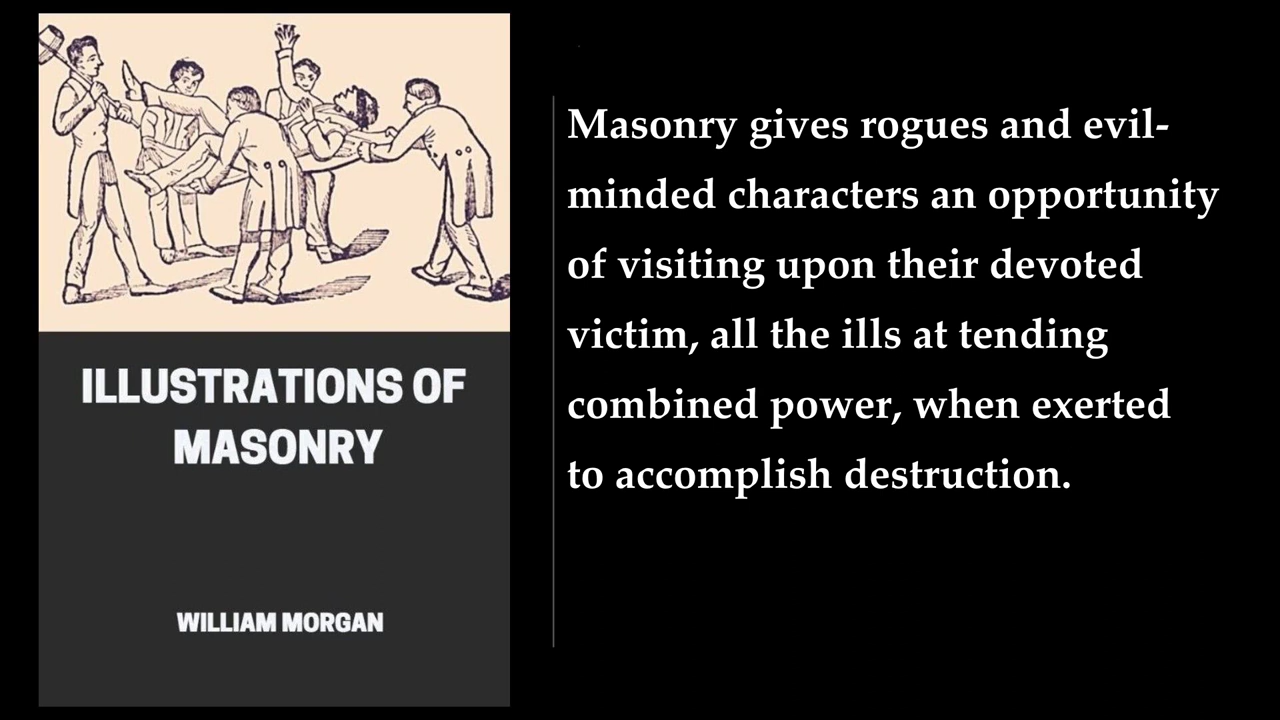 ILLUSTRATIONS OF
MASONRY
WILLIAM MORGAN
Masonry gives rogues and evil-
minded characters an opportunity
of visiting upon their devoted
victim, all the ills at tending
combined power, when exerted
to accomplish destruction.